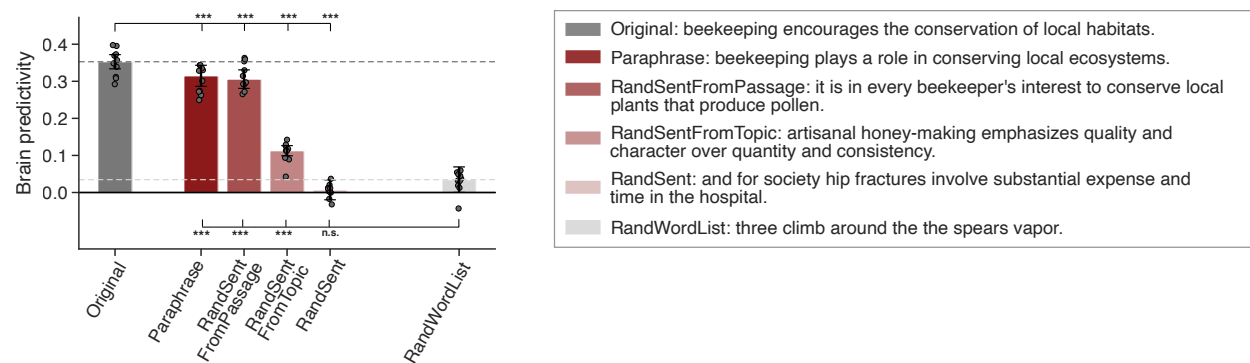 *** *** *** ***
Brain predictivity
0.4
0.3
0.2
0.1
0.0
*** *** *** n.s.
Original
Paraphrase
RandSent
FromPassage
RandSent
FromTopic
RandSent
RandWordList
Original: beekeeping encourages the conservation of local habitats.
Paraphrase: beekeeping plays a role in conserving local ecosystems.
RandSentFromPassage: it is in every beekeeper's interest to conserve local
plants that produce pollen.
RandSentFromTopic: artisanal honey-making emphasizes quality and
character over quantity and consistency.
RandSent: and for society hip fractures involve substantial expense and
time in the hospital.
RandWordList: three climb around the the spears vapor.